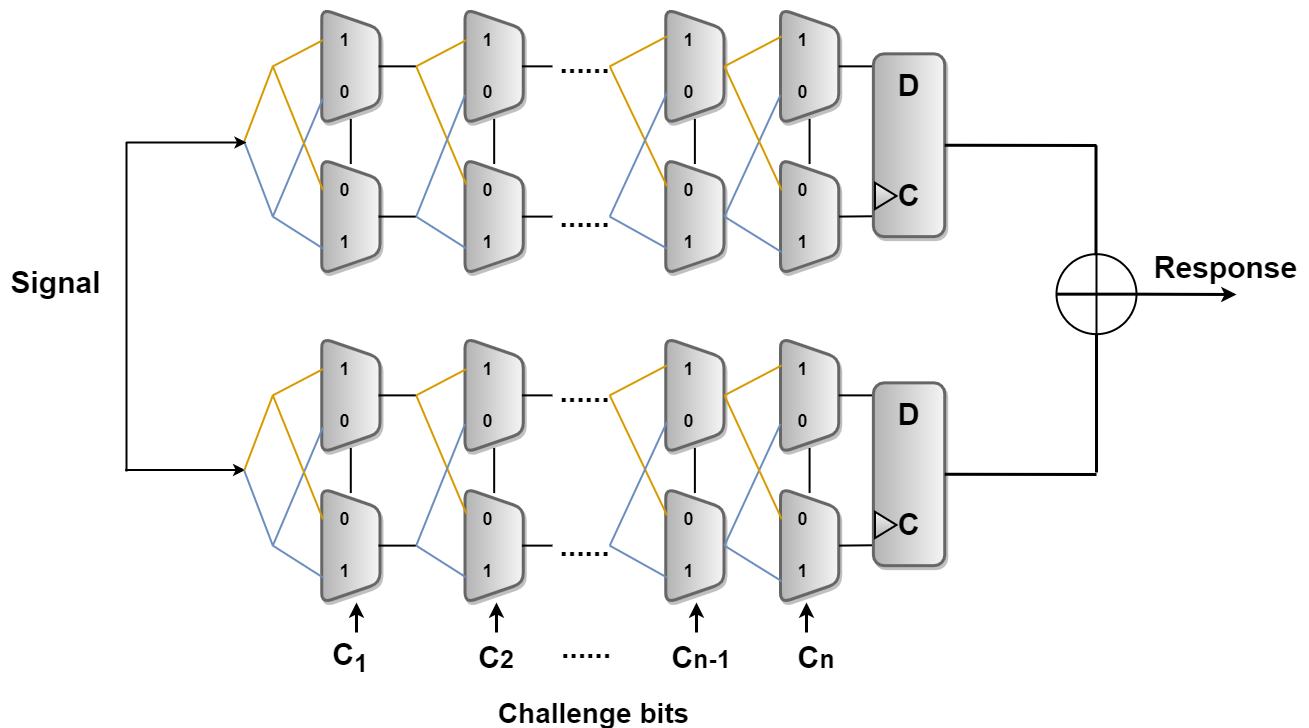 1 1 ...... 1 1
0 0 0 0 D
0 0 0 0
1 1 ...... 1 1 C
Signal Response
1 1 ...... 1 1
0 0 0 0 D
0 0 0 0 C
1 1 ...... 1 1
C1 C2 ...... Cn-1 Cn
Challenge bits